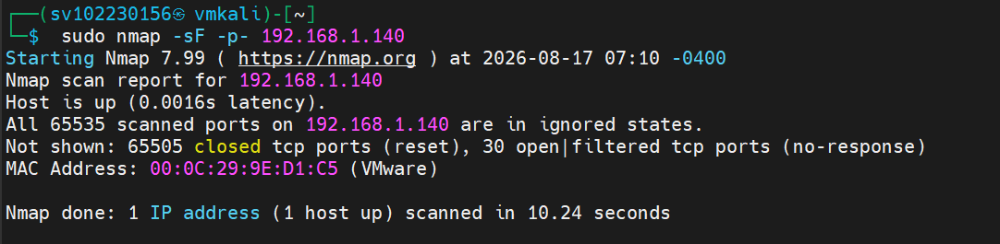 ┌──(sv102230156㉿ vmkali)-[~]
└─$ sudo nmap -sF -p- 192.168.1.140
Starting Nmap 7.99 ( https://nmap.org ) at 2026-08-17 07:10 -0400
Nmap scan report for 192.168.1.140
Host is up (0.0016s latency).
All 65535 scanned ports on 192.168.1.140 are in ignored states.
Not shown: 65505 closed tcp ports (reset), 30 open|filtered tcp ports (no-response)
MAC Address: 00:0C:29:9E:D1:C5 (VMware)
Nmap done: 1 IP address (1 host up) scanned in 10.24 seconds